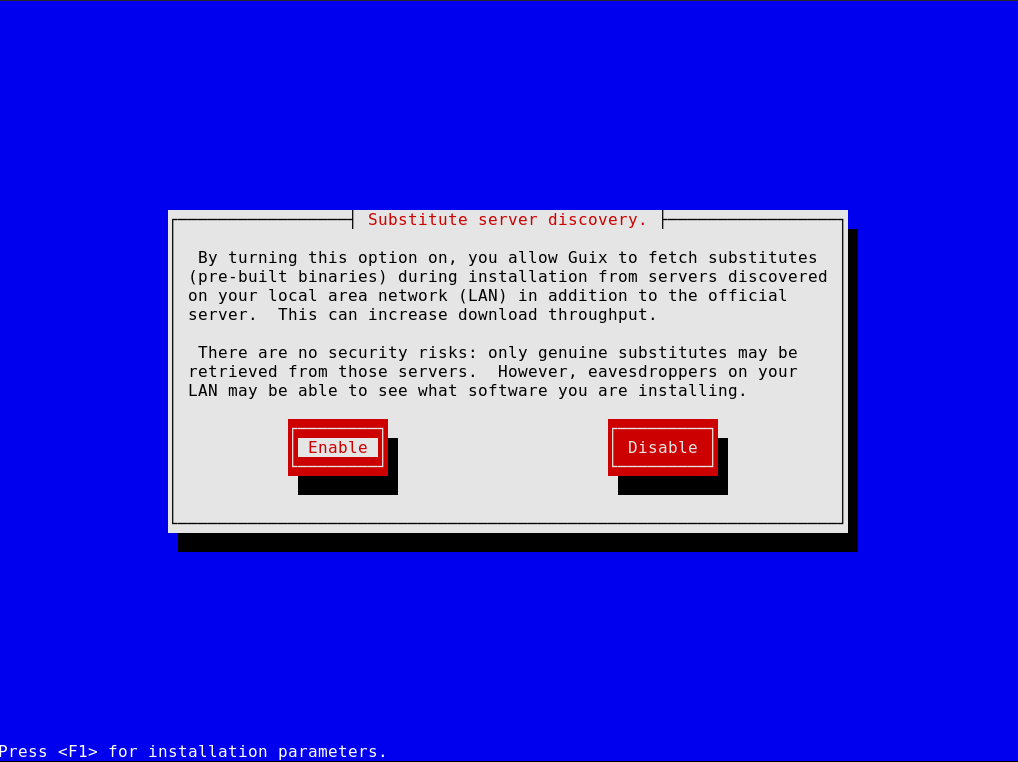 Substitute server discovery.
By turning this option on, you allow Guix to fetch substitutes
(pre-built binaries) during installation from servers discovered
on your local area network (LAN) in addition to the official
server.  This can increase download throughput.
There are no security risks: only genuine substitutes may be
retrieved from those servers.  However, eavesdroppers on your
LAN may be able to see what software you are installing.
Enable Disable
Press <F1> for installation parameters.